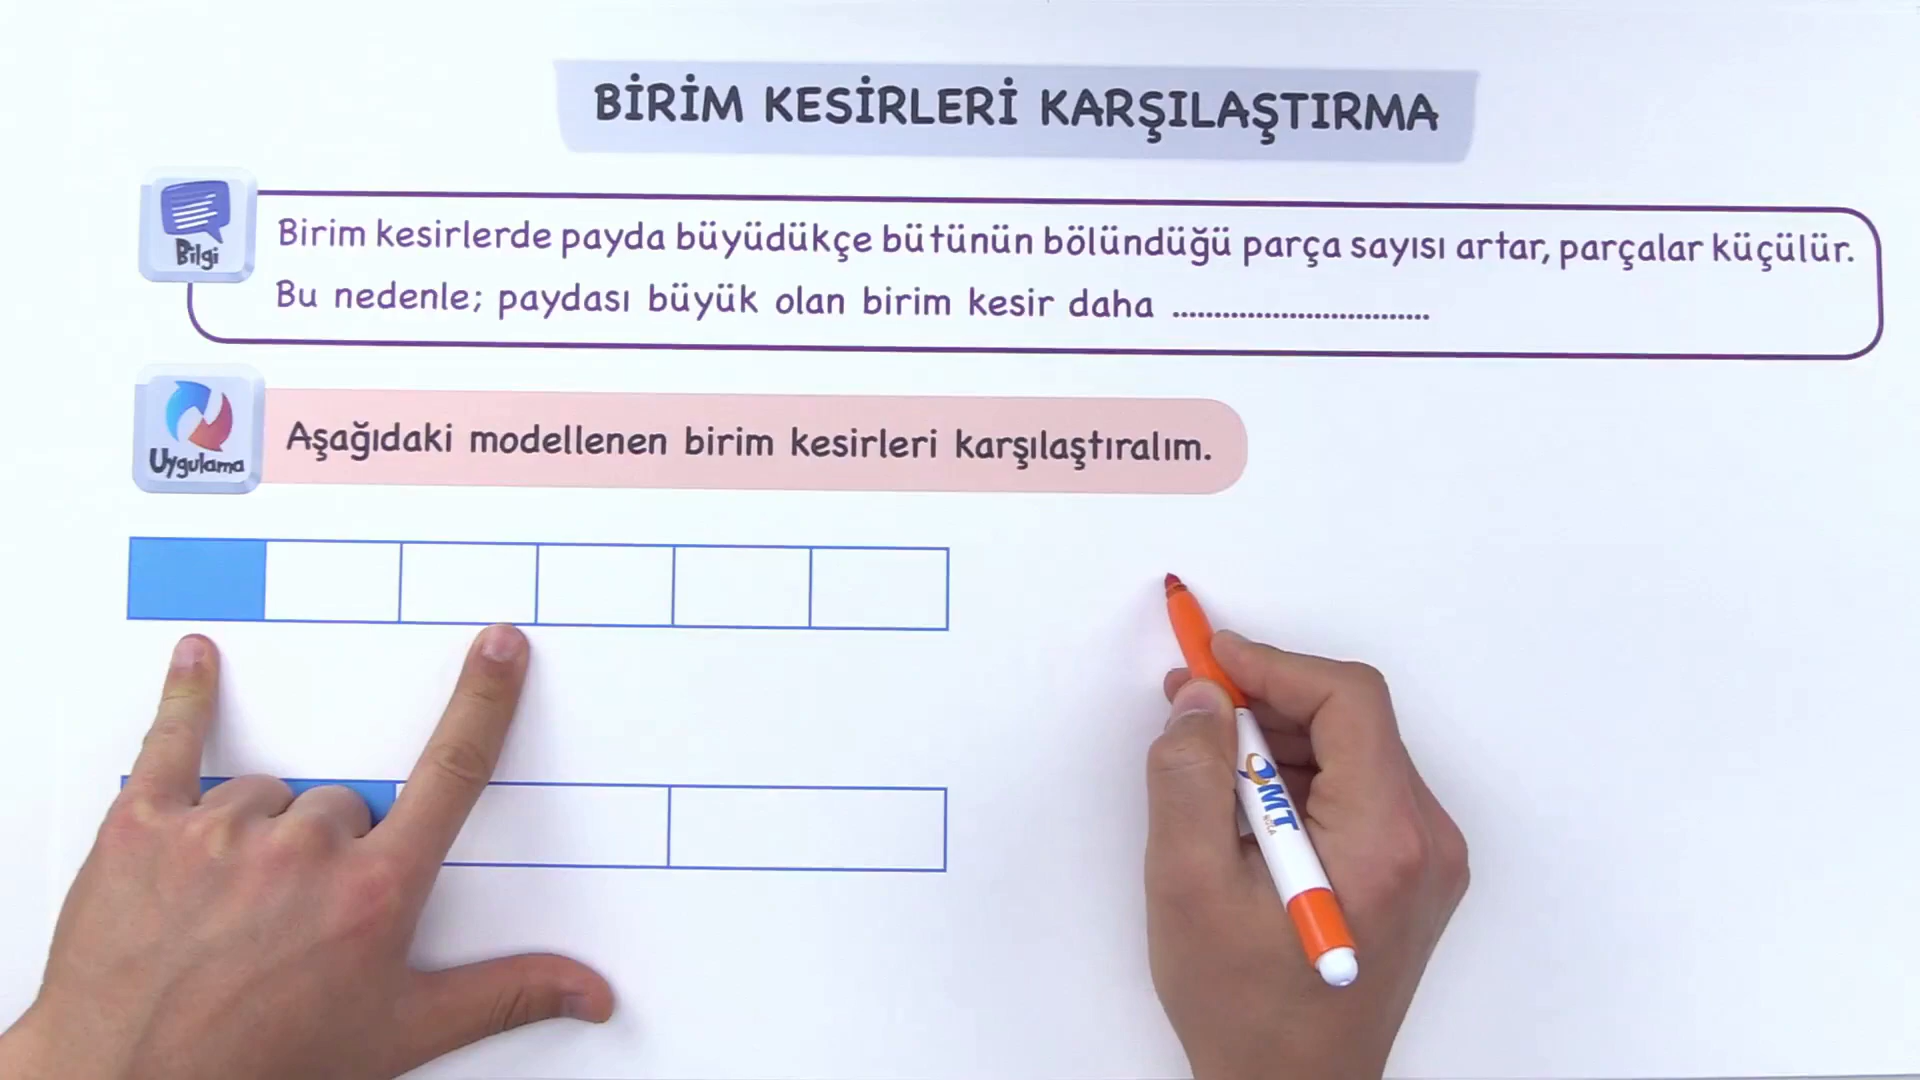 BİRİM KESİRLERİ KARŞILAŞTIRMA
Bilgi
Birim kesirlerde payda büyüdükçe bütünün bölündüğü parça sayısı artar, parçalar küçülür.
Bu nedenle; paydası büyük olan birim kesir daha ...............................
Uygulama
Aşağıdaki modellenen birim kesirleri karşılaştıralım.
MT